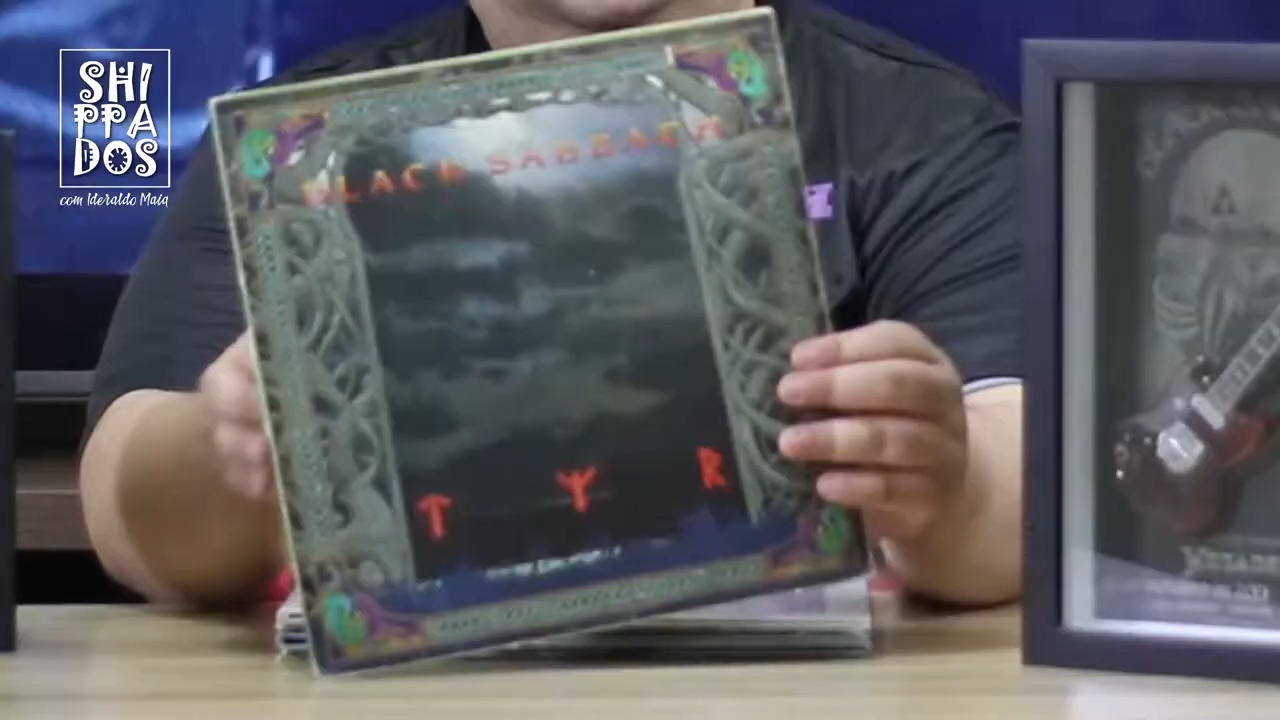 SHI
PPA
DOS
com Ideraldo Maia
BLACK SABBATH
ᛏ ᛉ ᚱ